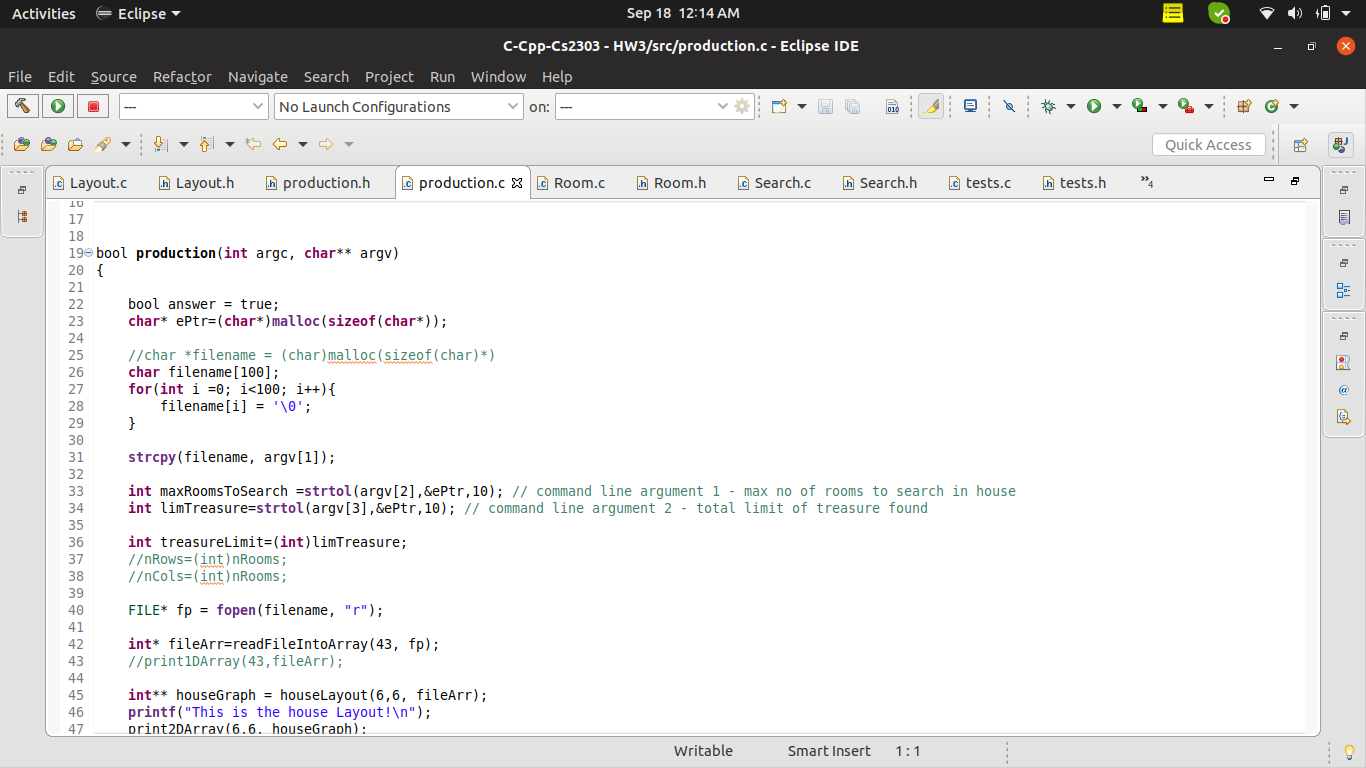 Activities Eclipse Sep 18 12:14 AM
C-Cpp-Cs2303 - HW3/src/production.c - Eclipse IDE
File Edit Source Refactor Navigate Search Project Run Window Help
--- No Launch Configurations on: --- 010
Quick Access
Layout.c Layout.h production.h production.c Room.c Room.h Search.c Search.h tests.c tests.h »4
16
17
18
19 bool production(int argc, char** argv)
20 {
21
22 bool answer = true;
23 char* ePtr=(char*)malloc(sizeof(char*));
24
25 //char *filename = (char)malloc(sizeof(char)*)
26 char filename[100];
27 for(int i =0; i<100; i++){
28 filename[i] = '\0';
29 }
30
31 strcpy(filename, argv[1]);
32
33 int maxRoomsToSearch =strtol(argv[2],&ePtr,10); // command line argument 1 - max no of rooms to search in house
34 int limTreasure=strtol(argv[3],&ePtr,10); // command line argument 2 - total limit of treasure found
35
36 int treasureLimit=(int)limTreasure;
37 //nRows=(int)nRooms;
38 //nCols=(int)nRooms;
39
40 FILE* fp = fopen(filename, "r");
41
42 int* fileArr=readFileIntoArray(43, fp);
43 //print1DArray(43,fileArr);
44
45 int** houseGraph = houseLayout(6,6, fileArr);
46 printf("This is the house Layout!\n");
47 print2DArray(6,6, houseGraph);
Writable Smart Insert 1 : 1